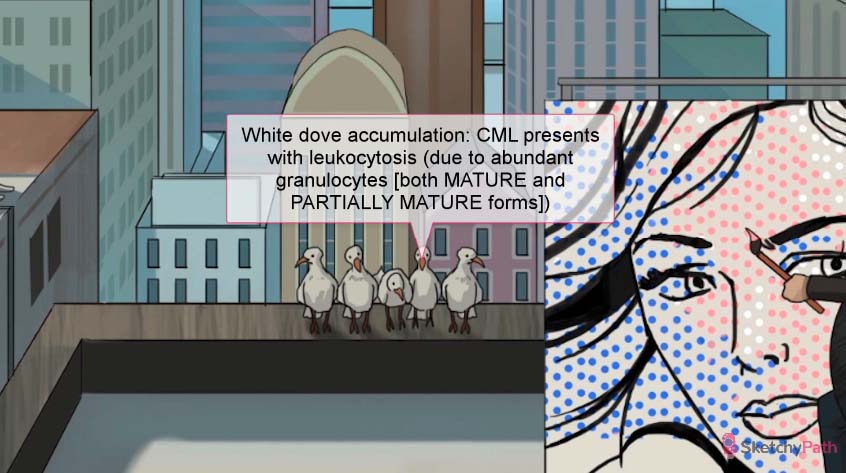 White dove accumulation: CML presents
with leukocytosis (due to abundant
granulocytes [both MATURE and
PARTIALLY MATURE forms])
SketchyPath